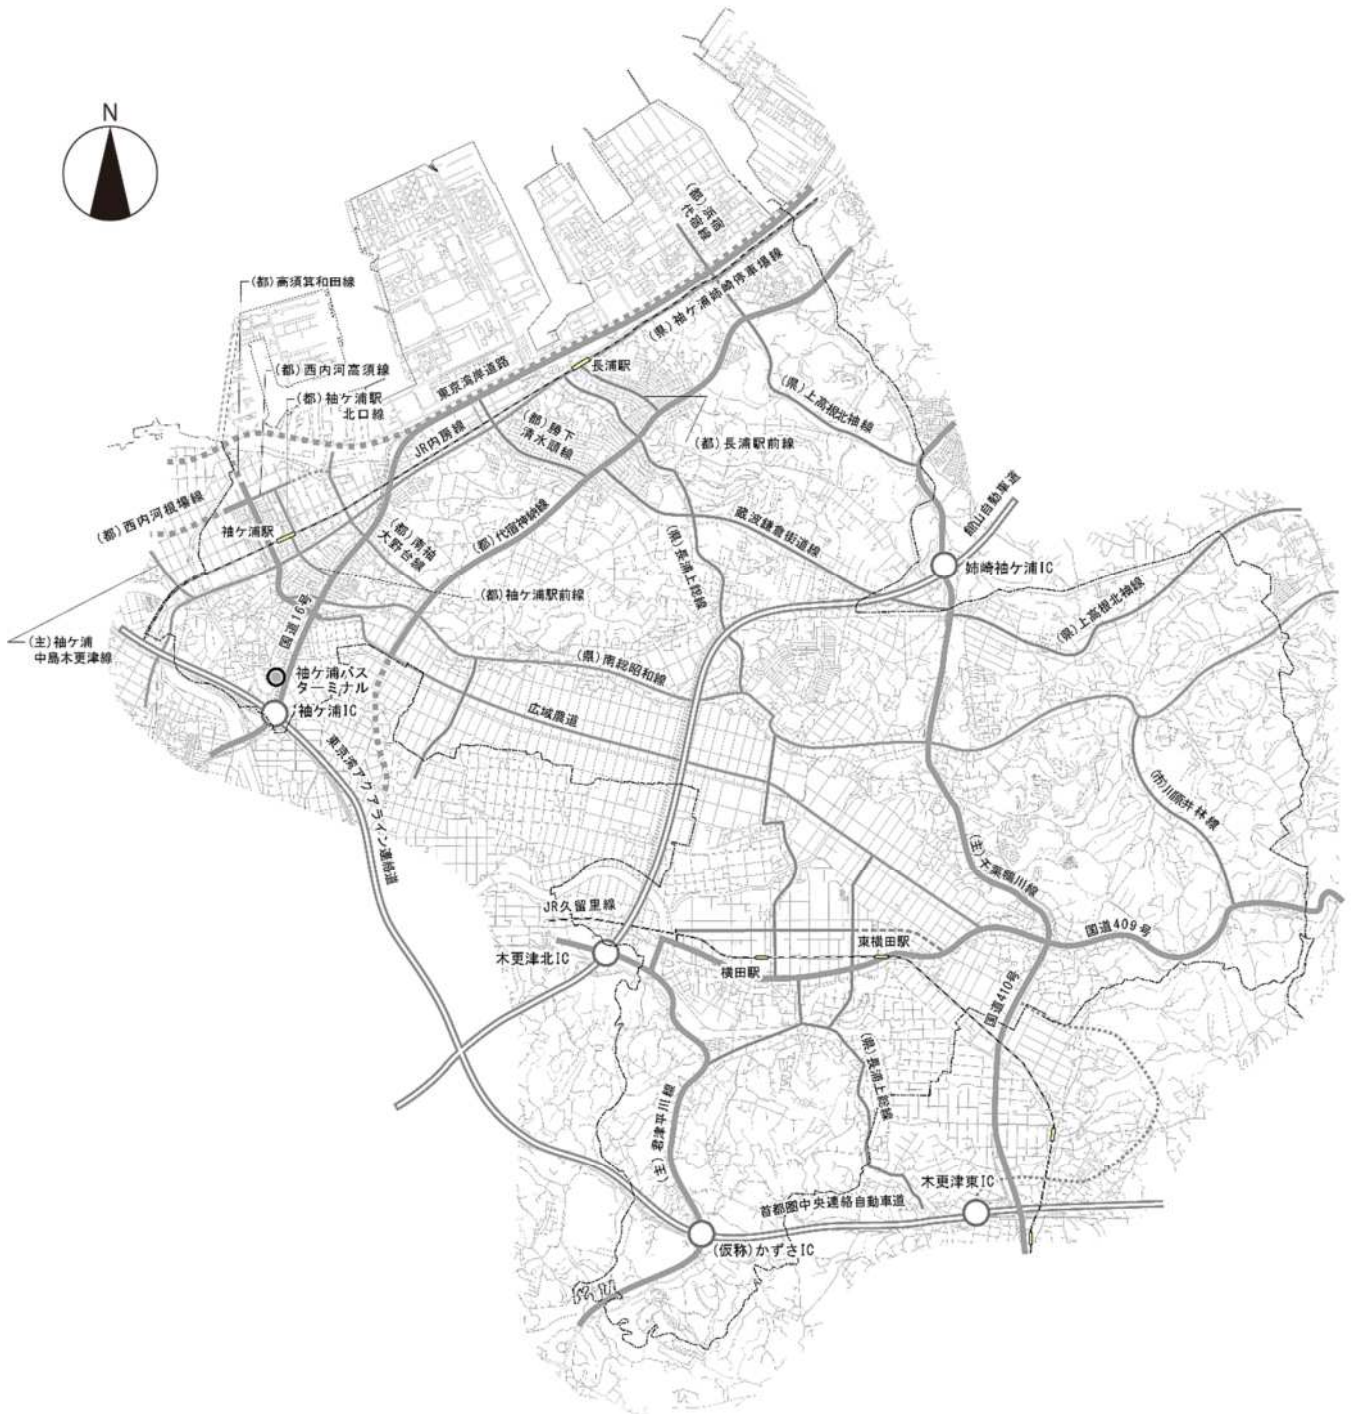 N
(都)浜宿
代宿線
(都)高須箕和田線
(県)袖ケ浦姉崎停車場線
長浦駅
東京湾岸道路
(都)西内河高須線
(都)袖ケ浦駅
北口線
(県)上高根北袖線
JR内房線
(都)勝下
清水頭線
(都)長浦駅前線
館山自動車道
(都)西内河根場線
袖ケ浦駅
(都)南袖
大野台線
(都)代宿神納線
蔵波鎌倉街道線
(県)長浦上総線
姉崎袖ケ浦IC
(都)袖ケ浦駅前線
国道16号
(県)上高根北袖線
(主)袖ケ浦
中島木更津線
(県)南総昭和線
袖ケ浦バス
ターミナル
袖ケ浦IC
広域農道
東京湾アクアライン連絡道
(市)川原井林線
(主)千葉鴨川線
JR久留里線
国道409号
木更津北IC
横田駅
東横田駅
国道410号
(県)長浦上総線
(主)君津平川線
木更津東IC
首都圏中央連絡自動車道
(仮称)かずさIC